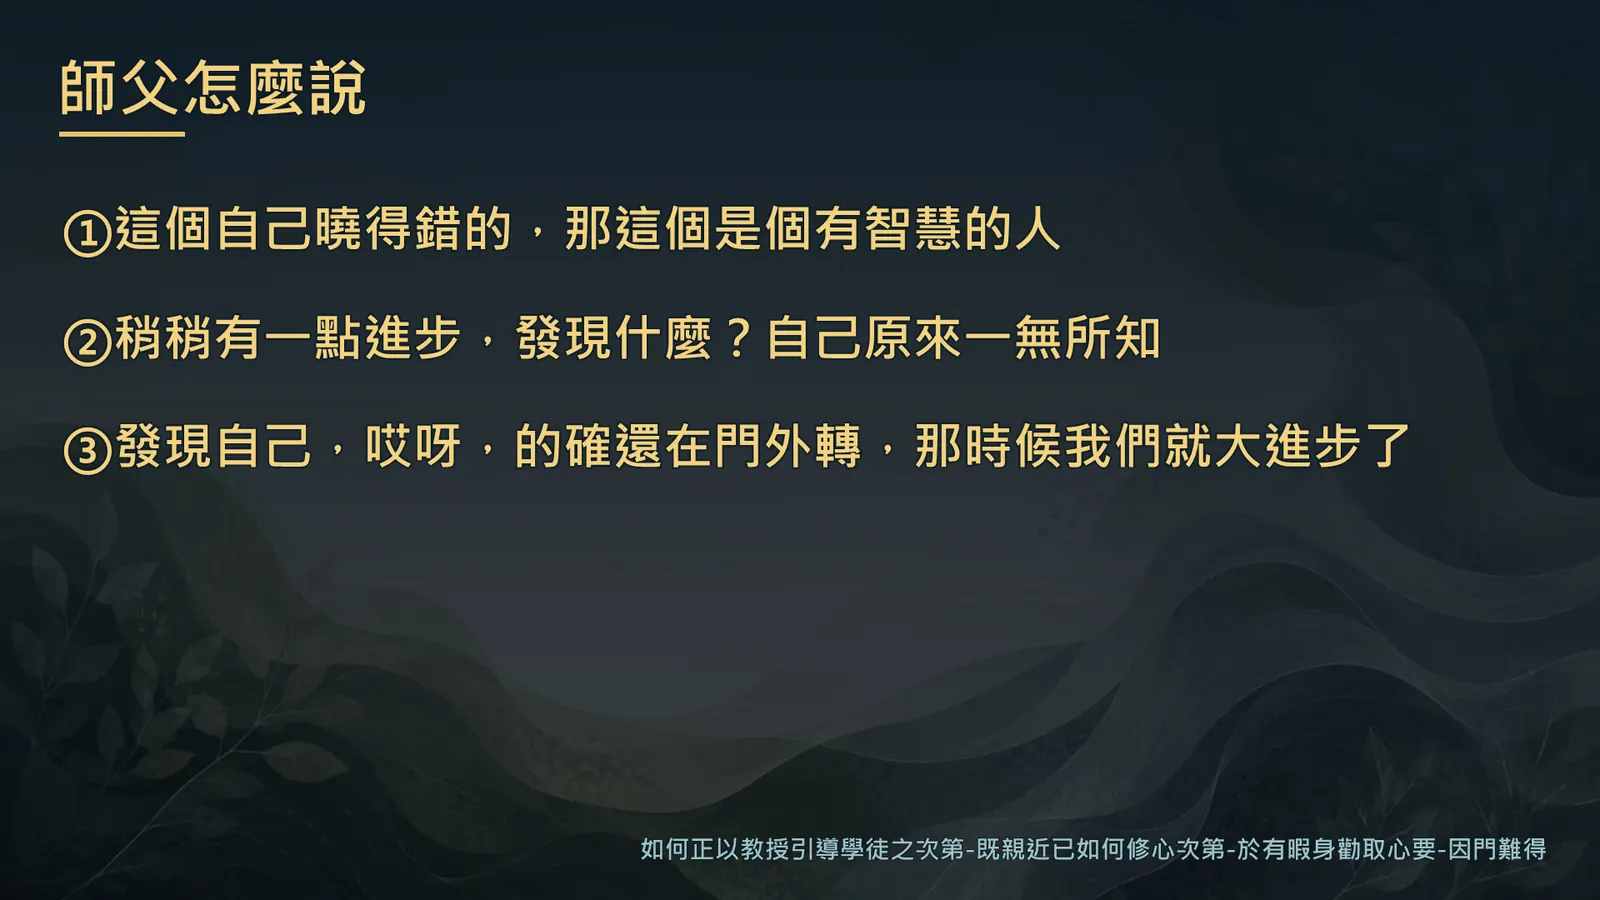 師父怎麼說
①這個自己曉得錯的，那這個是個有智慧的人
②稍稍有一點進步，發現什麼？自己原來一無所知
③發現自己，哎呀，的確還在門外轉，那時候我們就大進步了
如何正以教授引導學徒之次第-既親近已如何修心次第-於有暇身勸取心要-因門難得